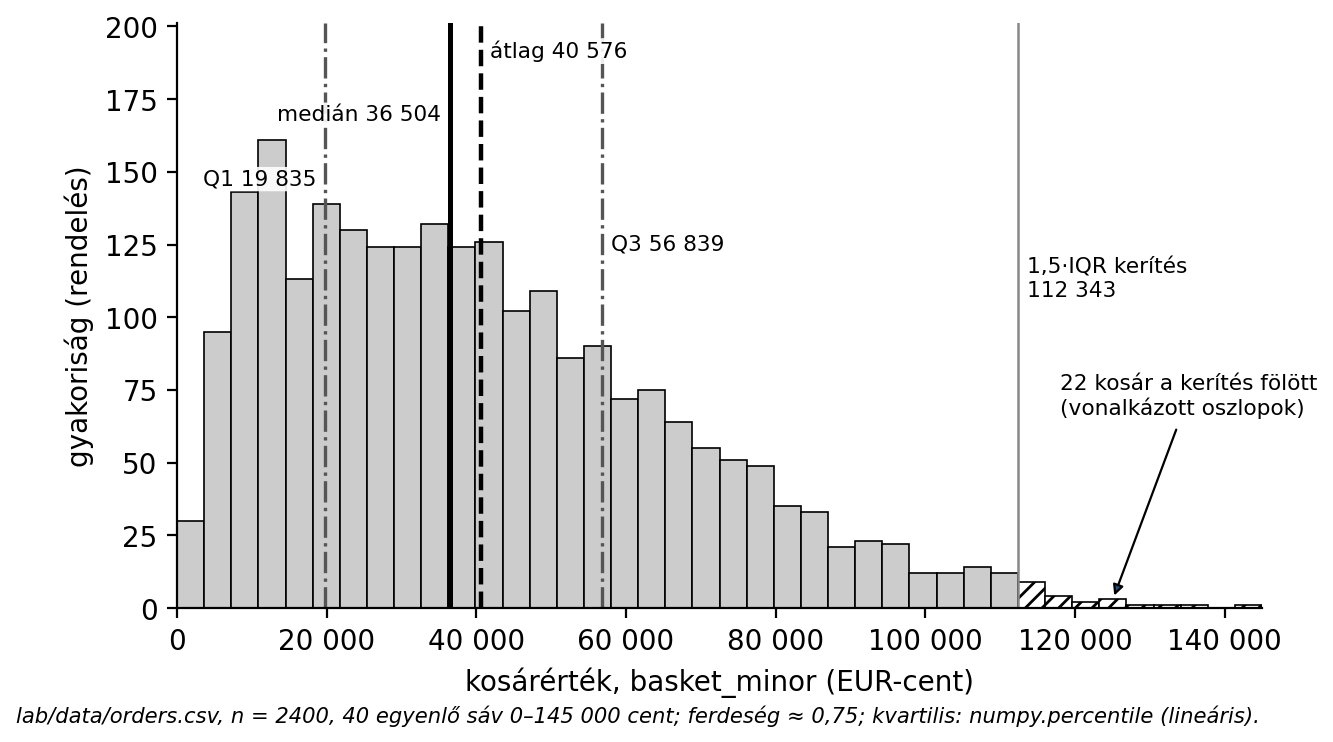 200
175
150
125
100
75
50
25
0
gyakoriság (rendelés)
átlag 40 576
medián 36 504
Q1 19 835
Q3 56 839
1,5·IQR kerítés
112 343
22 kosár a kerítés fölött
(vonalkázott oszlopok)
0 20 000 40 000 60 000 80 000 100 000 120 000 140 000
kosárérték, basket_minor (EUR-cent)
lab/data/orders.csv, n = 2400, 40 egyenlő sáv 0–145 000 cent; ferdeség ≈ 0,75; kvartilis: numpy.percentile (lineáris).